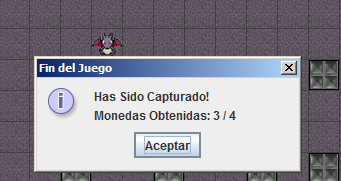 Fin del Juego
Has Sido Capturado!
Monedas Obtenidas: 3 / 4
Aceptar